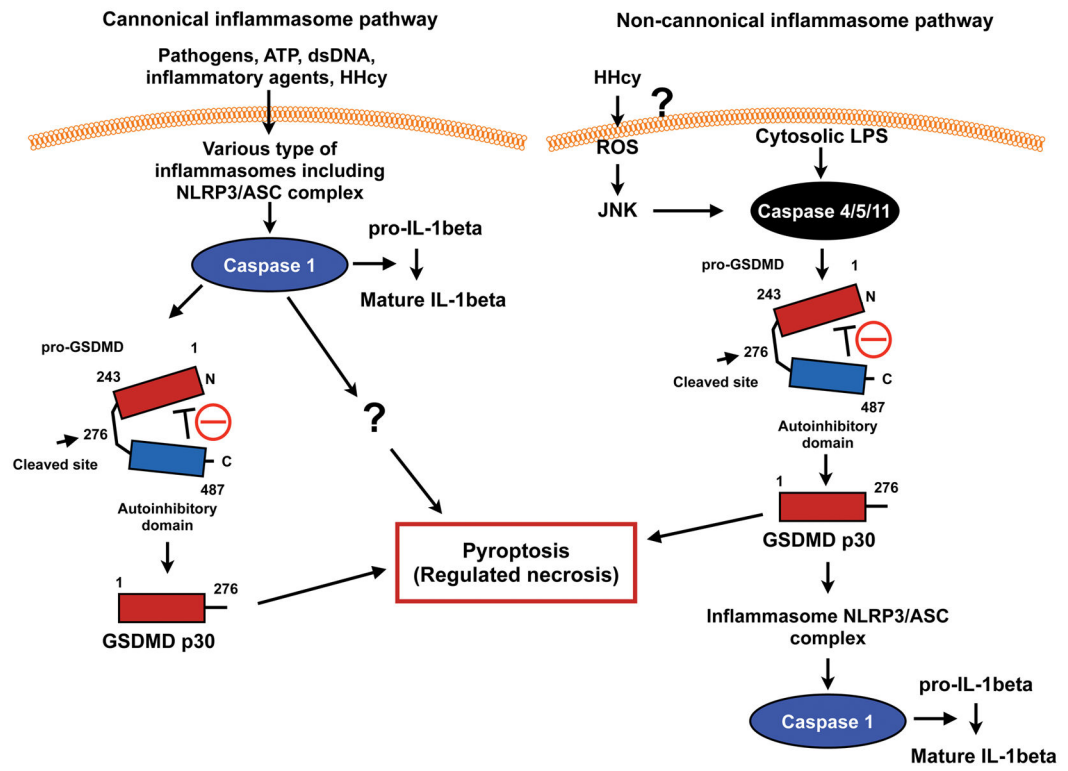 Cannonical inflammasome pathway
Pathogens, ATP, dsDNA,
inflammatory agents, HHcy
Various type of
inflammasomes including
NLRP3/ASC complex
Caspase 1
pro-IL-1beta
Mature IL-1beta
pro-GSDMD
1
243
N
276
Cleaved site
C
487
Autoinhibitory
domain
1
276
GSDMD p30
?
Pyroptosis
(Regulated necrosis)
Non-cannonical inflammasome pathway
HHcy
?
ROS
JNK
Cytosolic LPS
Caspase 4/5/11
pro-GSDMD
1
243
N
276
Cleaved site
C
487
Autoinhibitory
domain
1
276
GSDMD p30
Inflammasome NLRP3/ASC
complex
Caspase 1
pro-IL-1beta
Mature IL-1beta